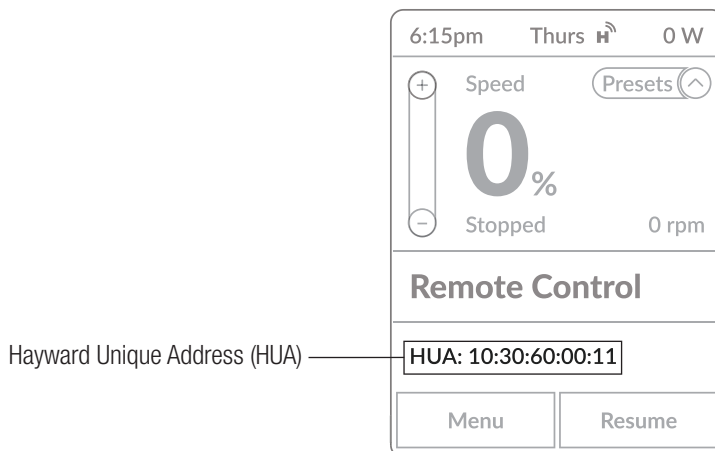 6:15pm Thurs H 0 W
+ Speed Presets
0%
- Stopped 0 rpm
Remote Control
Hayward Unique Address (HUA) HUA: 10:30:60:00:11
Menu Resume